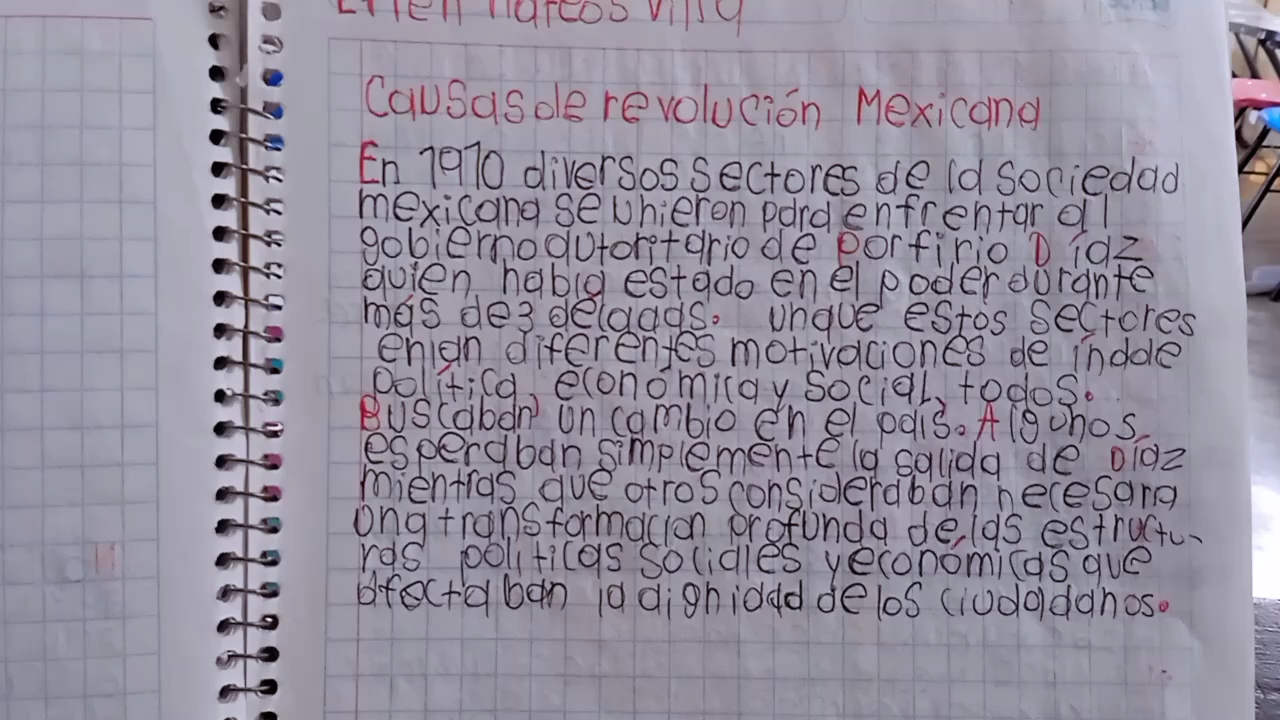 Causas de revolución Mexicana
En 1910 diversos sectores de la sociedad
mexicana se unieron para enfrentar al
gobierno autoritario de Porfirio Díaz
quien había estado en el poder durante
más de 3 délgads. unque estos sectores
enian diferentes motivaciones de índole
política, económica y social, todos.
Buscaban un cambio en el país. Algunos
esperaban simplemente la salida de Díaz
mientras que otros consideraban necesara
una transformacion profunda de las estructu-
ras políticas sociales y económicas que
afectaban la dignidad de los ciudadanos.